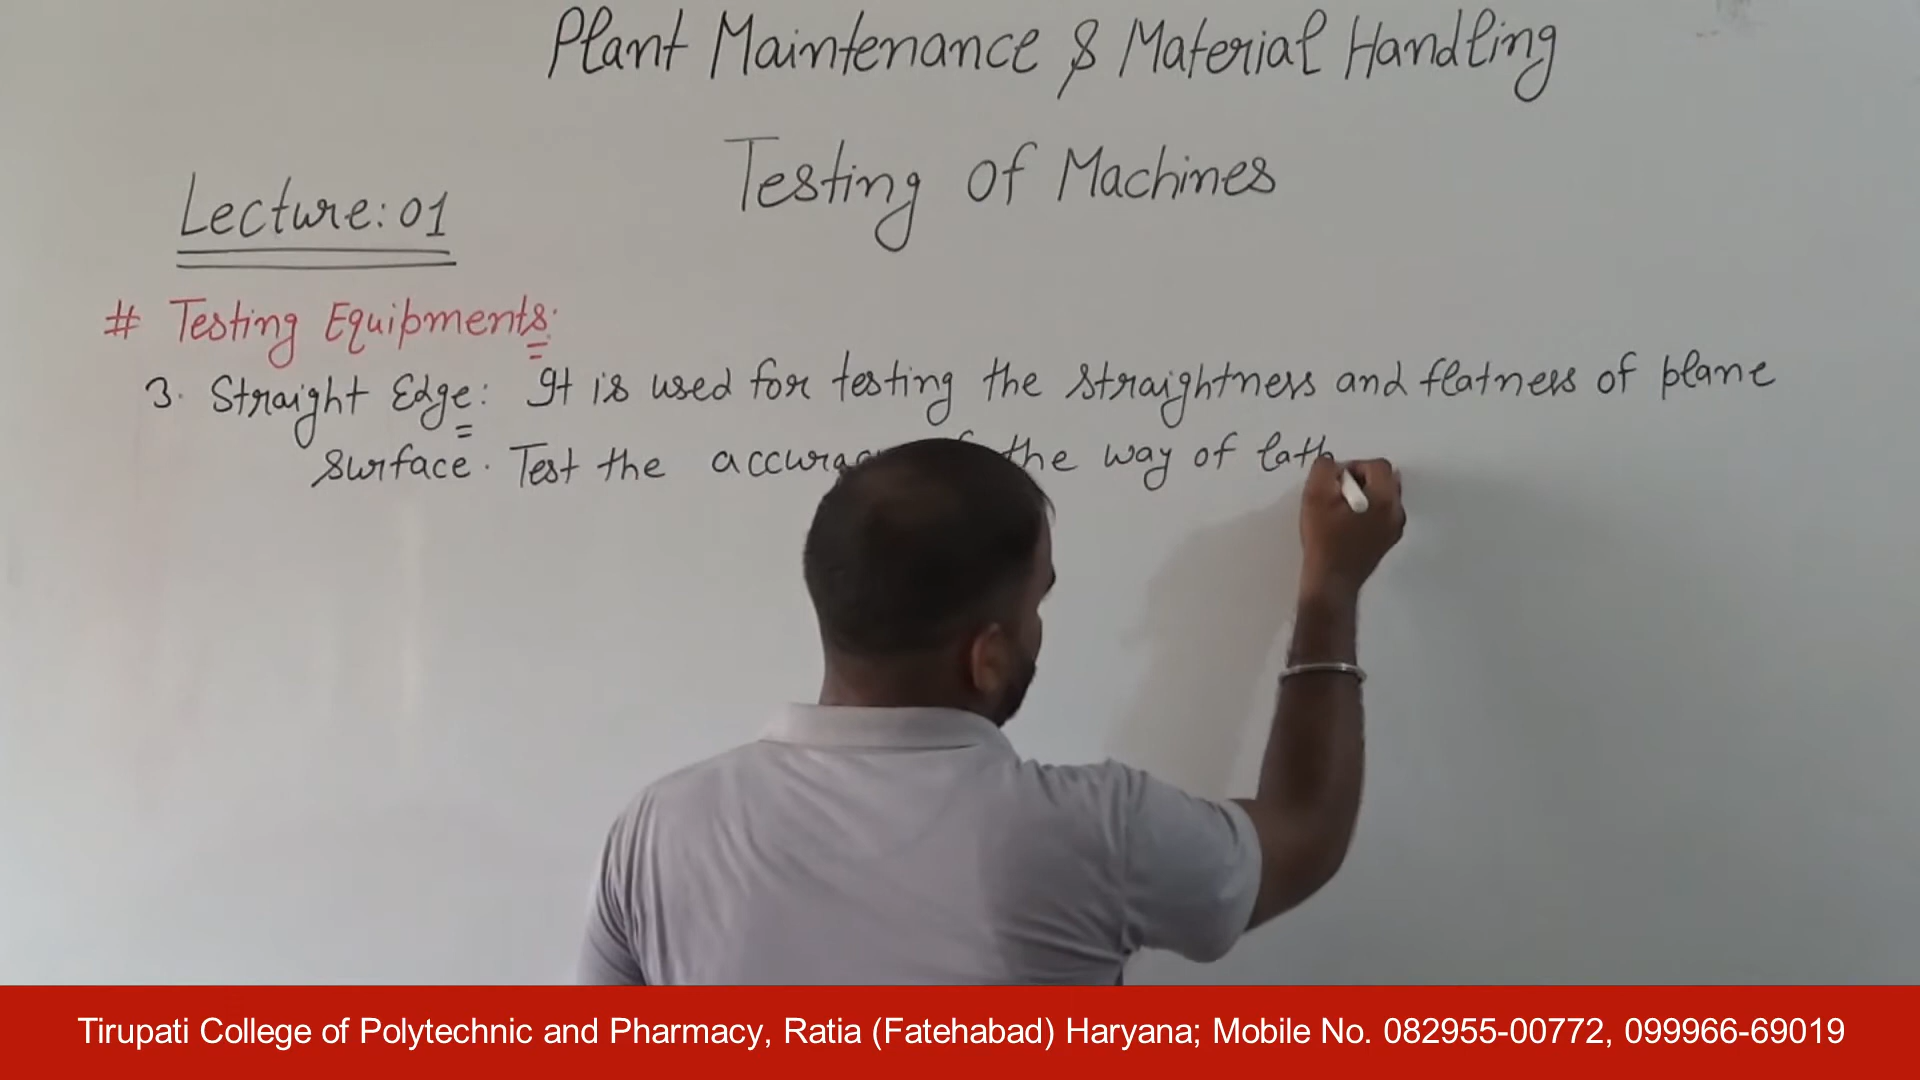 Plant Maintenance & Material Handling
Testing of Machines
Lecture: 01
# Testing Equipments:
3. Straight Edge: It is used for testing the straightness and flatness of plane
surface. Test the the way of lath
Tirupati College of Polytechnic and Pharmacy, Ratia (Fatehabad) Haryana; Mobile No. 082955-00772, 099966-69019